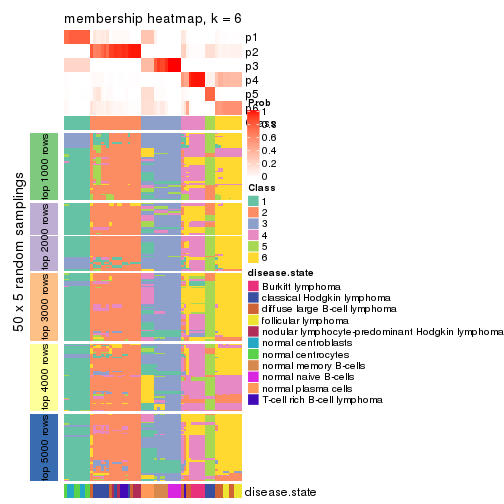 membership heatmap, k = 6
p1
p2
p3
p4
p5
p6
Prob
1
0.8
0.6
0.4
0.2
0
Class
1
2
3
4
5
6
disease.state
Burkitt lymphoma
classical Hodgkin lymphoma
diffuse large B-cell lymphoma
follicular lymphoma
nodular lymphocyte-predominant Hodgkin lymphoma
normal centroblasts
normal centrocytes
normal memory B-cells
normal naive B-cells
normal plasma cells
T-cell rich B-cell lymphoma
50 x 5 random samplings
top 1000 rows
top 2000 rows
top 3000 rows
top 4000 rows
top 5000 rows
disease.state